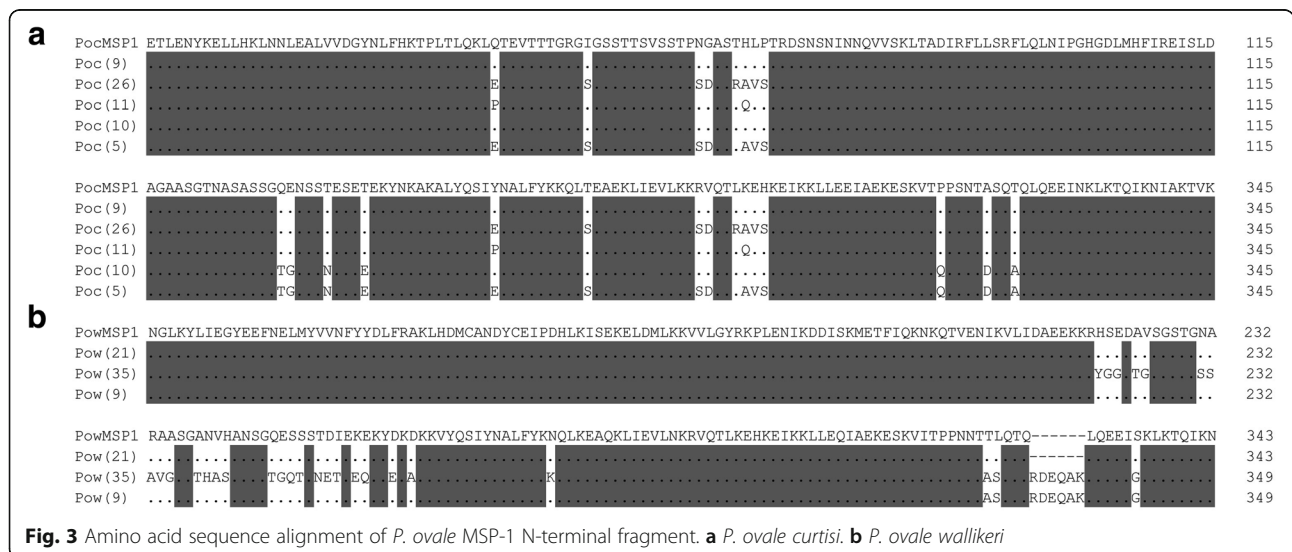 a
PocMSP1 ETLENYKELLHKLNNLEALVVDGYNLFHKTPLTLQKLQTEVTTTGRGIGSSTTSVSSTPNGASTHLPTRDSNSNINNQVVSKLTADIRFLLSRFLQLNIPGHGDLMHFIREISLD 115
Poc(9) ................................................................................................................... 115
Poc(26) .....................................E.........S...........SD..RAVS................................................ 115
Poc(11) .....................................P..........................Q.................................................. 115
Poc(10) ................................................................................................................... 115
Poc(5) .....................................E.........S...........SD...AVS................................................ 115
PocMSP1 AGAASGTNASASSGQENSSTESETEKYNKAKALYQSIYNALFYKKQLTEAEKLIEVLKKRVQTLKEHKEIKKLLEEIAEKESKVTPPSNTASQTQLQEEINKLKTQIKNIAKTVK 345
Poc(9) ................................................................................................................... 345
Poc(26) .....................................E.........S...........SD..RAVS................................................ 345
Poc(11) .....................................P..........................Q.................................................. 345
Poc(10) ..............TG...N...E.............................................................Q....D..A..................... 345
Poc(5) ..............TG...N...E.............E.........S...........SD...AVS..................Q....D..A..................... 345
b
PowMSP1 NGLKYLIEGYEEFNELMYVVNFYYDLFRAKLHDMCANDYCEIPDHLKISEKELDMLKKVVLGYRKPLENIKDDISKMETFIQKNKQTVENIKVLIDAEEKKRHSEDAVSGSTGNA 232
Pow(21) ................................................................................................................... 232
Pow(35) ......................................................................................................YGG.TG.....SS 232
Pow(9) ................................................................................................................... 232
PowMSP1 RAASGANVHANSGQESSSTDIEKEKYDKDKKVYQSIYNALFYKNQLKEAQKLIEVLNKRVQTLKEHKEIKKLLEQIAEKESKVITPPNNTTLQTQ------LQEEISKLKTQIKN 343
Pow(21) ...............................................................................................------.............. 343
Pow(35) AVG..THAS....TGQT.NET.EQ..E.A..............K..............................................AS...RDEQAK.....G........ 349
Pow(9) ..........................................................................................AS...RDEQAK.....G........ 349
Fig. 3 Amino acid sequence alignment of P. ovale MSP-1 N-terminal fragment. a P. ovale curtisi. b P. ovale wallikeri